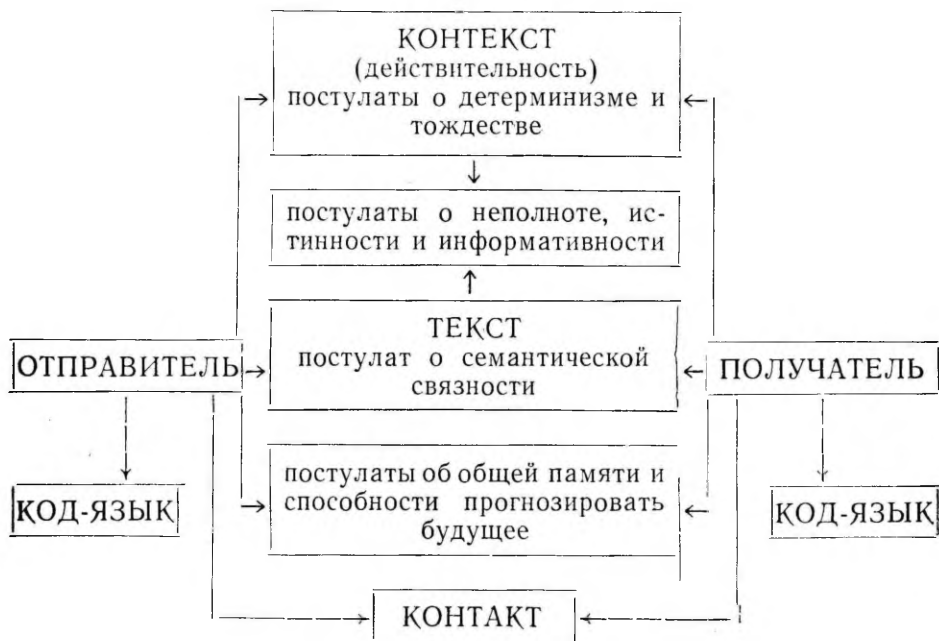 КОНТЕКСТ
(действительность)
постулаты о детерминизме и
тождестве
постулаты о неполноте, ис-
тинности и информативности
ТЕКСТ
постулат о семантической
связности
ОТПРАВИТЕЛЬ
ПОЛУЧАТЕЛЬ
постулаты об общей памяти и
способности прогнозировать
будущее
КОД-ЯЗЫК
КОД-ЯЗЫК
КОНТАКТ